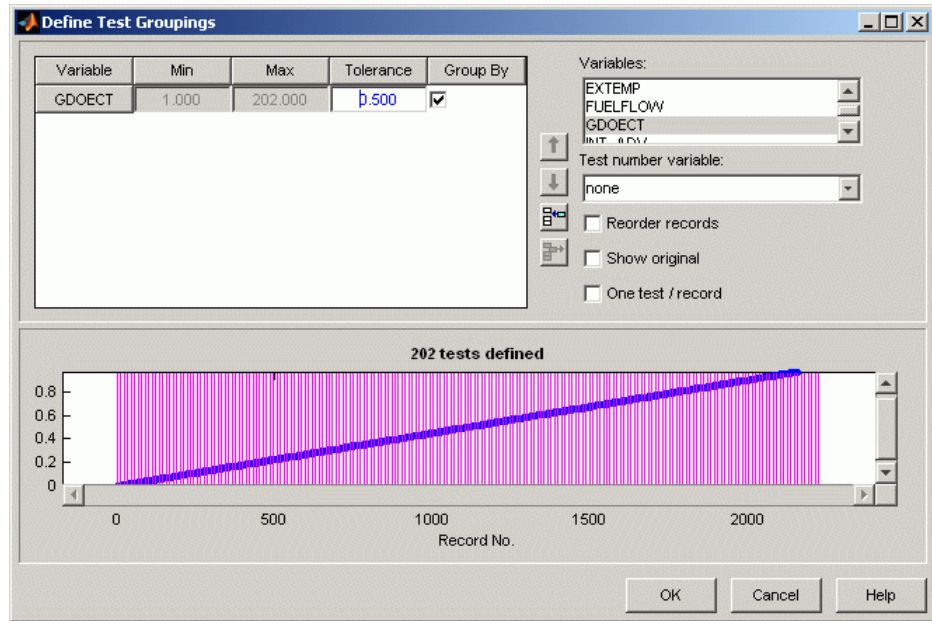 Define Test Groupings
Variable Min Max Tolerance Group By
GDOECT 1.000 202.000 0.500
Variables:
EXTEMP
FUELFLOW
GDOECT
Test number variable:
none
Reorder records
Show original
One test / record
202 tests defined
0.8
0.6
0.4
0.2
0
0 500 1000 1500 2000
Record No.
OK Cancel Help